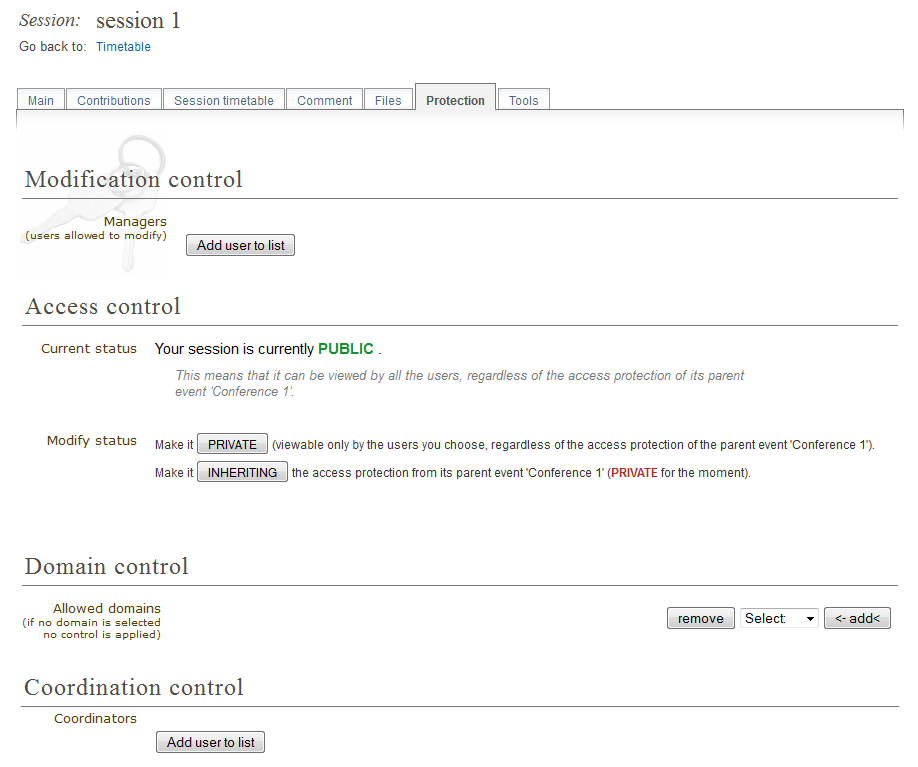 Session: session 1
Go back to: Timetable
Main Contributions Session timetable Comment Files Protection Tools
Modification control
Managers
(users allowed to modify)
Add user to list
Access control
Current status Your session is currently PUBLIC .
This means that it can be viewed by all the users, regardless of the access protection of its parent
event 'Conference 1'.
Modify status Make it PRIVATE (viewable only by the users you choose, regardless of the access protection of the parent event 'Conference 1').
Make it INHERITING the access protection from its parent event 'Conference 1' (PRIVATE for the moment).
Domain control
Allowed domains
(if no domain is selected
no control is applied)
remove Select: <- add<
Coordination control
Coordinators
Add user to list